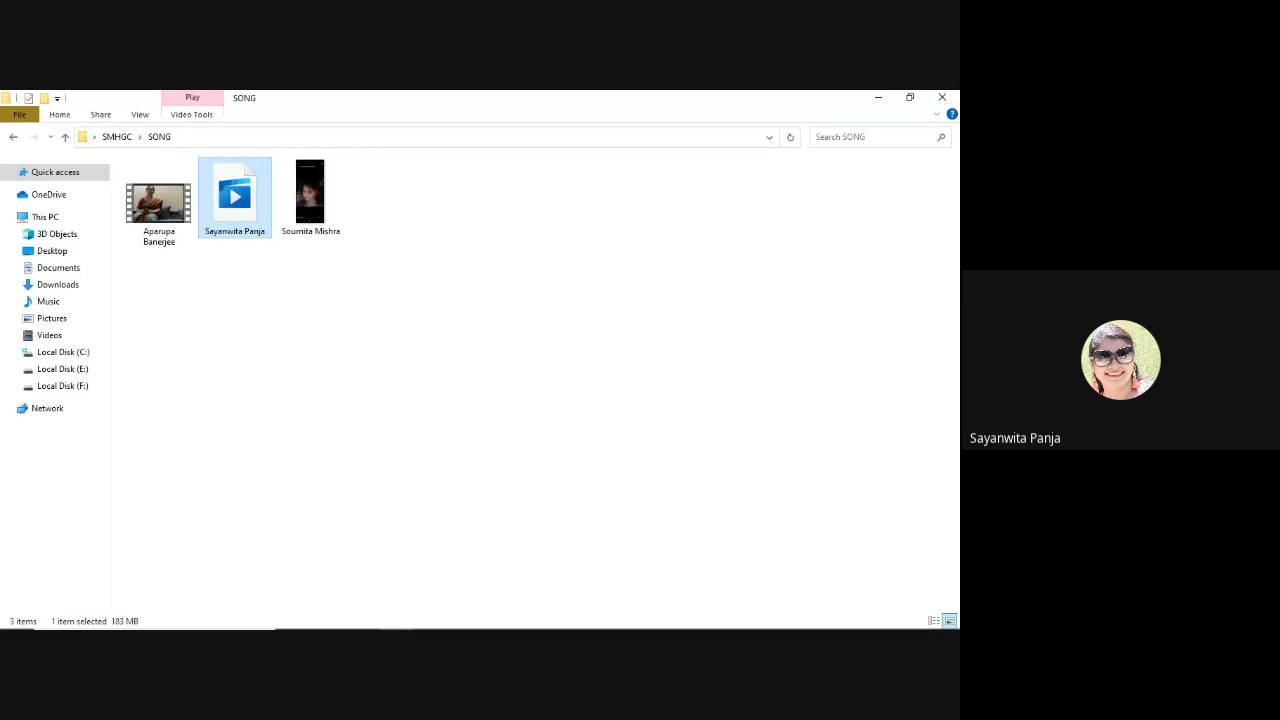 Play
SONG
File
Home
Share
View
Video Tools
SMHGC
SONG
Search SONG
Quick access
OneDrive
This PC
3D Objects
Desktop
Documents
Downloads
Music
Pictures
Videos
Local Disk (C:)
Local Disk (E:)
Local Disk (F:)
Network
Aparupa
Banerjee
Sayanwita Panja
Soumita Mishra
3 items
1 item selected
183 MB
Sayanwita Panja